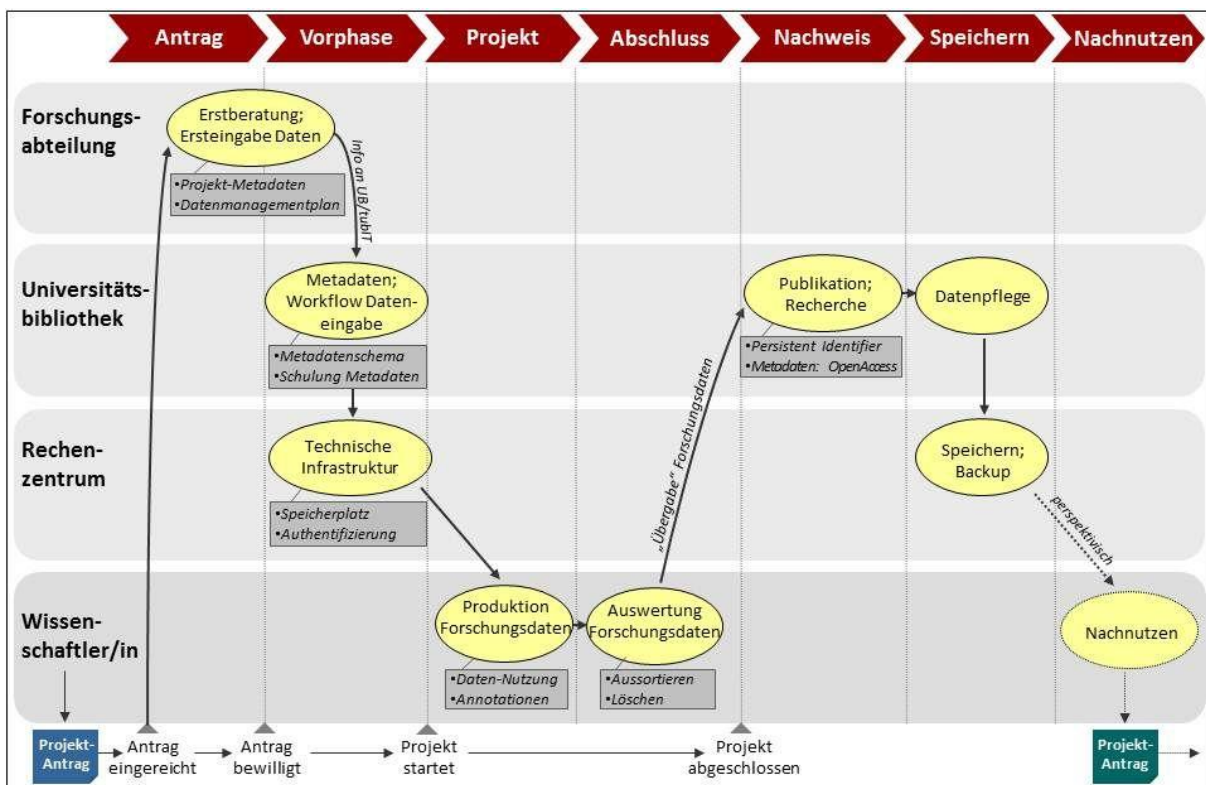 Antrag
Vorphase
Projekt
Abschluss
Nachweis
Speichern
Nachnutzen
Forschungs-
abteilung
Erstberatung;
Ersteingabe Daten
•Projekt-Metadaten
•Datenmanagementplan
Info an UB/tubIT
Universitäts-
bibliothek
Metadaten;
Workflow Daten-
eingabe
•Metadatenschema
•Schulung Metadaten
Publikation;
Recherche
•Persistent Identifier
•Metadaten: OpenAccess
Datenpflege
Rechen-
zentrum
Technische
Infrastruktur
•Speicherplatz
•Authentifizierung
„Übergabe“ Forschungsdaten
Speichern;
Backup
perspektivisch
Wissen-
schaftler/in
Produktion
Forschungsdaten
•Daten-Nutzung
•Annotationen
Auswertung
Forschungsdaten
•Aussortieren
•Löschen
Nachnutzen
Projekt-
Antrag
Antrag
eingereicht
Antrag
bewilligt
Projekt
startet
Projekt
abgeschlossen
Projekt-
Antrag